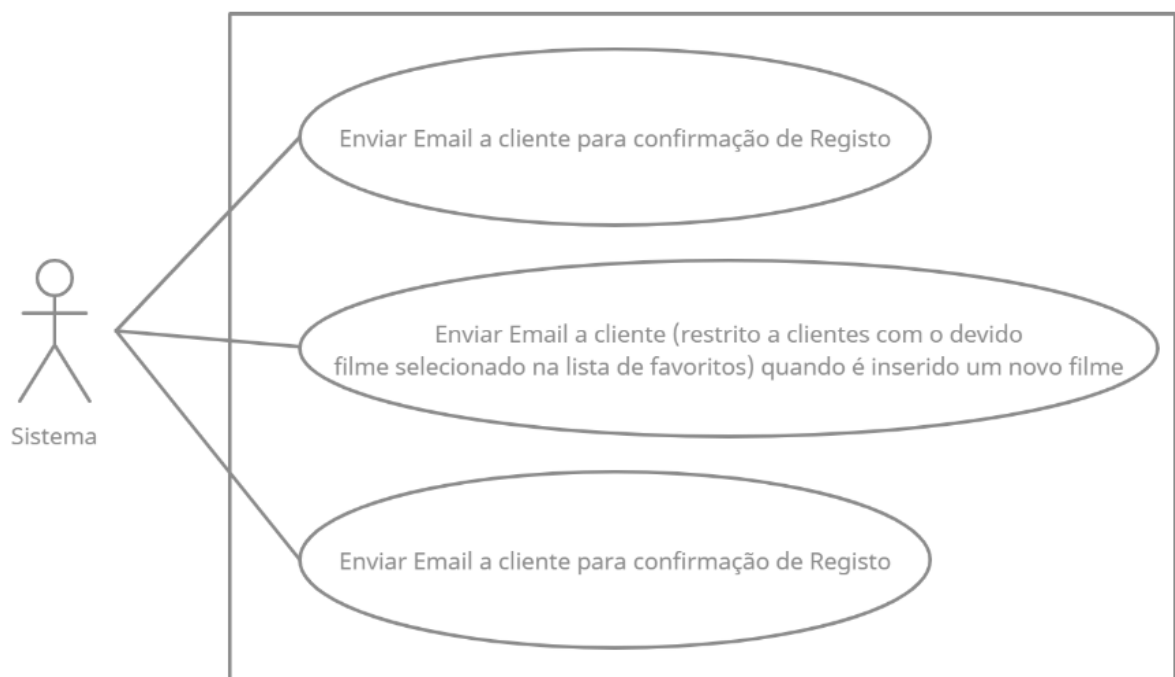 Enviar Email a cliente para confirmação de Registo
Enviar Email a cliente (restrito a clientes com o devido
filme selecionado na lista de favoritos) quando é inserido um novo filme
Sistema
Enviar Email a cliente para confirmação de Registo